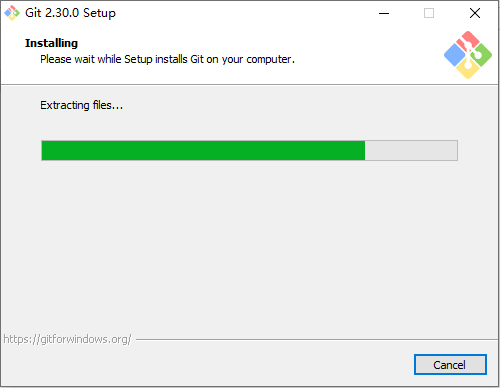 Git 2.30.0 Setup
Installing
Please wait while Setup installs Git on your computer.
Extracting files...
https://gitforwindows.org/
Cancel